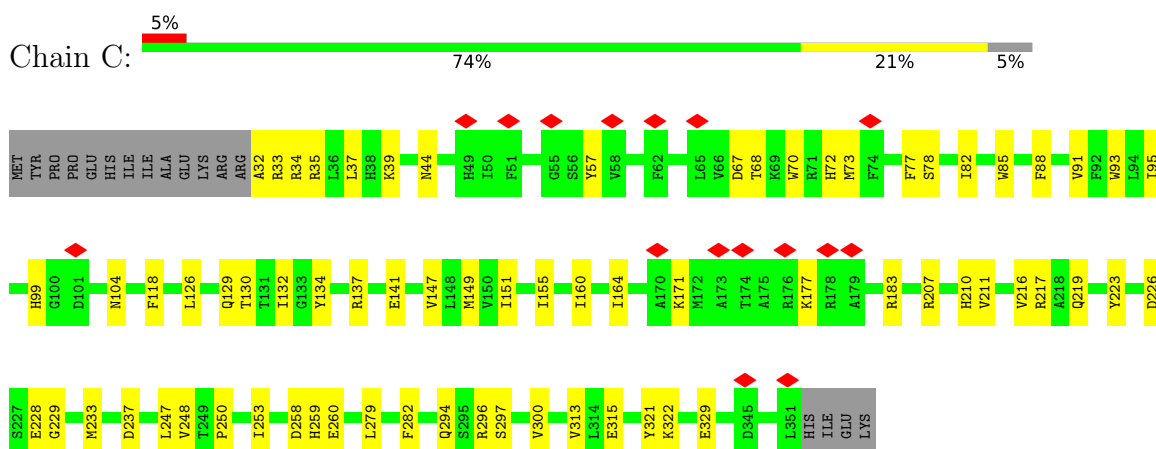 5%
Chain C:
74% 21% 5%
MET TYR PRO PRO GLU HIS ILE ILE ALA GLU LYS ARG ARG A32 R33 R34 R35 L36 L37 H38 K39 N44 H49 I50 F51 G55 S56 Y57 V58 F62 L65 V66 D67 T68 K69 W70 R71 H72 M73 F74 F77 S78 I82 W85 F88 V91 F92 W93 L94 I95
H99 G100 D101 N104 F118 L126 Q129 T130 T131 I132 G133 Y134 R137 E141 V147 L148 M149 V150 I151 I155 I160 I164 A170 K171 M172 A173 T174 A175 R176 K177 R178 A179 R183 R207 H210 V211 V216 R217 A218 Q219 Y223 D226
S227 E228 G229 M233 D237 L247 V248 T249 P250 I253 D258 H259 E260 L279 F282 Q294 S295 R296 S297 V300 V313 L314 E315 Y321 K322 E329 D345 L351 HIS ILE GLU LYS